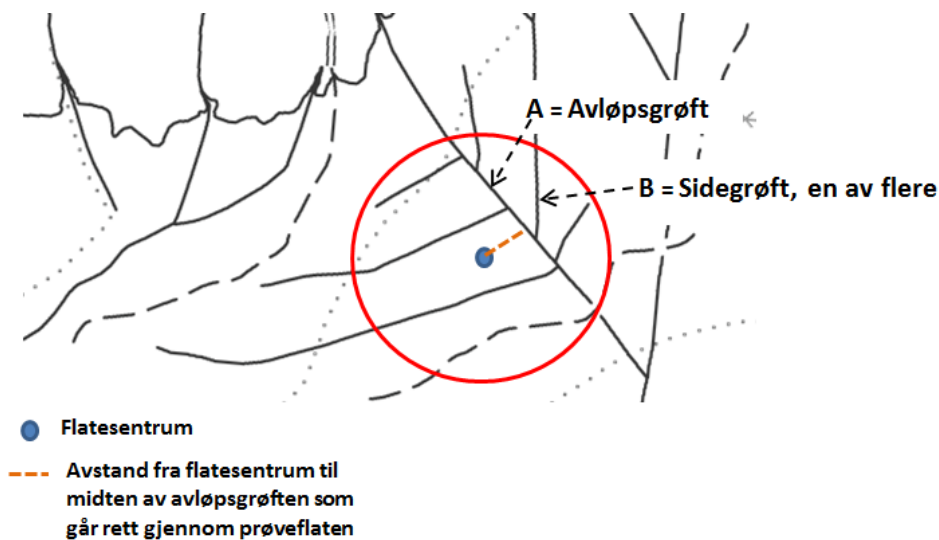 A = Avløpsgrøft
B = Sidegrøft, en av flere
Flatesentrum
Avstand fra flatesentrum til
midten av avløpsgrøften som
går rett gjennom prøveflaten